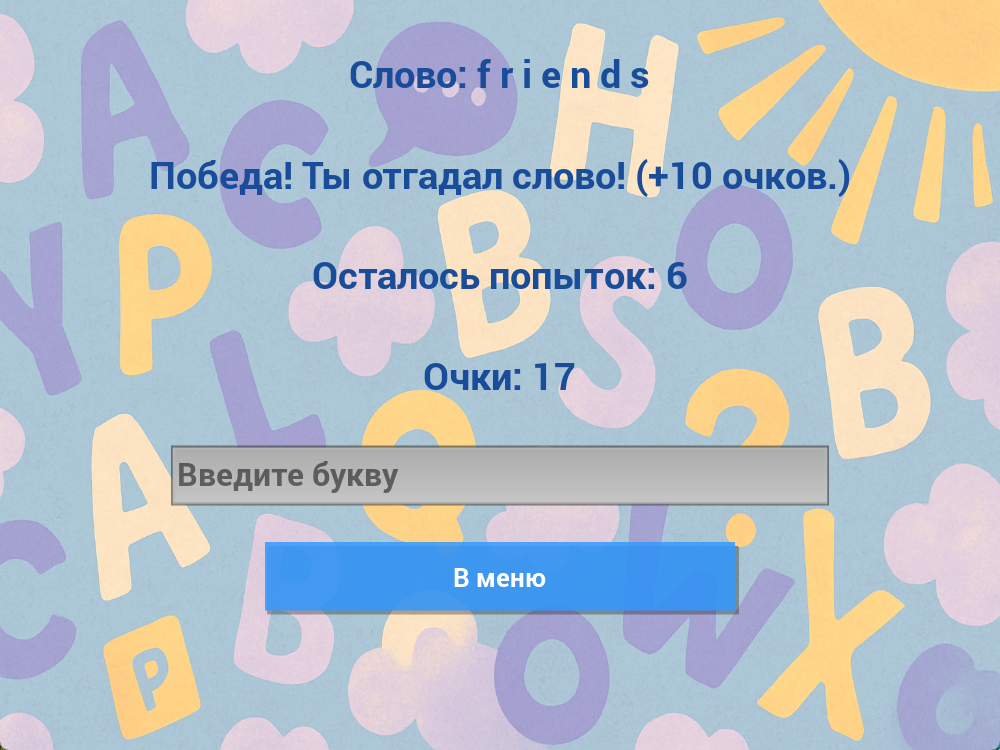 Слово: f r i e n d s
Победа! Ты отгадал слово! (+10 очков.)
Осталось попыток: 6
Очки: 17
Введите букву
В меню